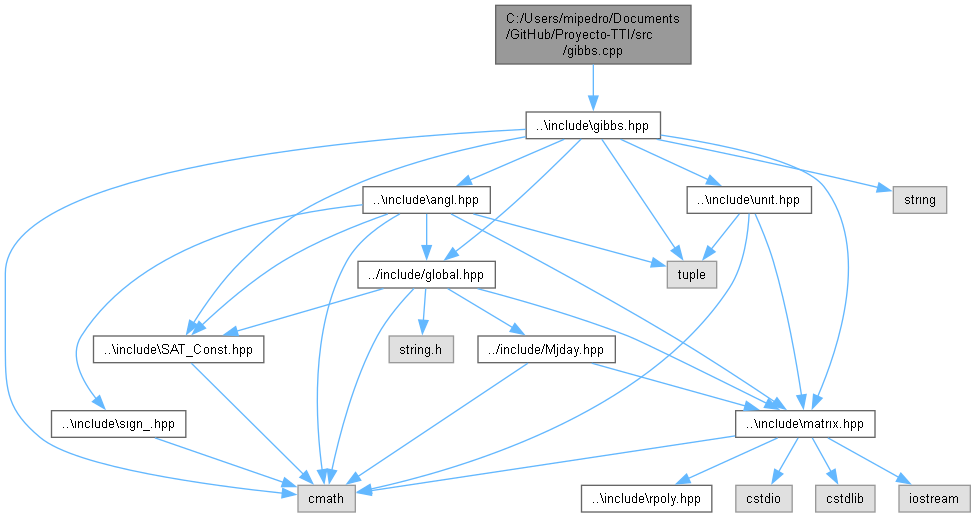 C:/Users/mipedro/Documents
/GitHub/Proyecto-TTI/src
/gibbs.cpp
..\include\gibbs.hpp
..\include\angl.hpp
..\include\unit.hpp
string
../include/global.hpp
tuple
..\include\SAT_Const.hpp
string.h
../include/Mjday.hpp
..\include\sign_.hpp
..\include\matrix.hpp
cmath
..\include\rpoly.hpp
cstdio
cstdlib
iostream